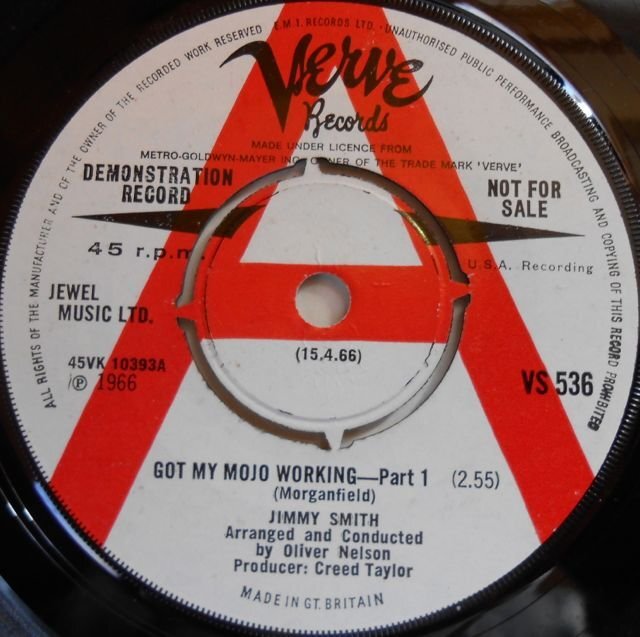 E.M.I. RECORDS LTD.
ALL RIGHTS OF THE MANUFACTURER AND OF THE OWNER OF THE RECORDED WORK RESERVED
UNAUTHORISED PUBLIC PERFORMANCE BROADCASTING AND COPYING OF THIS RECORD PROHIBITED
Verve
Records
MADE UNDER LICENCE FROM
METRO-GOLDWYN-MAYER INC. OWNER OF THE TRADE MARK 'VERVE'
DEMONSTRATION
RECORD
NOT FOR
SALE
A
45 r.p.m.
U.S.A. Recording
JEWEL
MUSIC LTD.
(15.4.66)
45VK 10393A
℗ 1966
VS 536
GOT MY MOJO WORKING—Part 1 (2.55)
(Morganfield)
JIMMY SMITH
Arranged and Conducted
by Oliver Nelson
Producer: Creed Taylor
MADE IN GT. BRITAIN